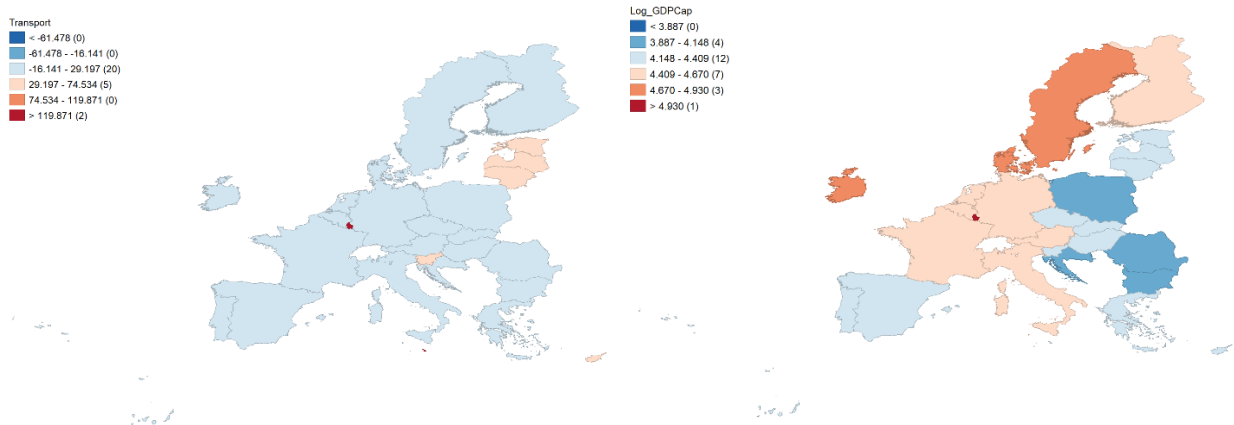 Transport
< -61.478 (0)
-61.478 - -16.141 (0)
-16.141 - 29.197 (20)
29.197 - 74.534 (5)
74.534 - 119.871 (0)
> 119.871 (2)
Log_GDPCap
< 3.887 (0)
3.887 - 4.148 (4)
4.148 - 4.409 (12)
4.409 - 4.670 (7)
4.670 - 4.930 (3)
> 4.930 (1)